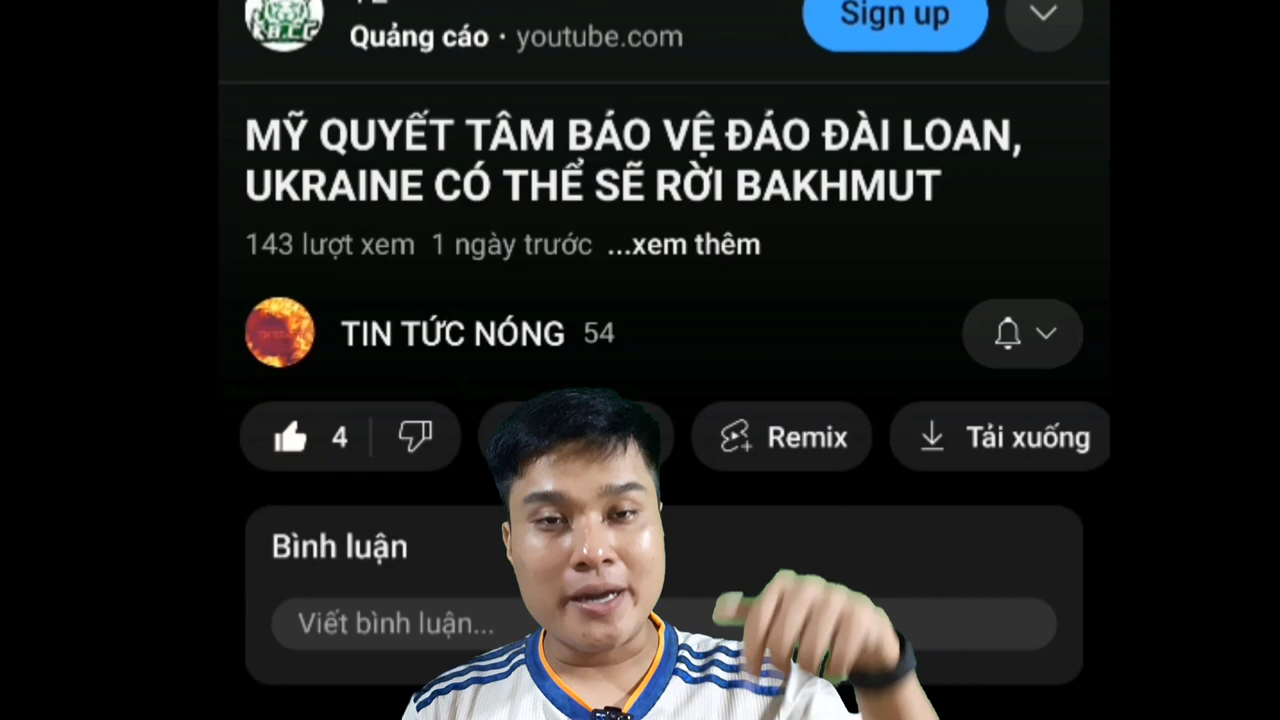 Quảng cáo · youtube.com
Sign up
MỸ QUYẾT TÂM BẢO VỆ ĐẢO ĐÀI LOAN,
UKRAINE CÓ THỂ SẼ RỜI BAKHMUT
143 lượt xem 1 ngày trước ...xem thêm
TIN TỨC NÓNG 54
4
Remix
Tải xuống
Bình luận
Viết bình luận...